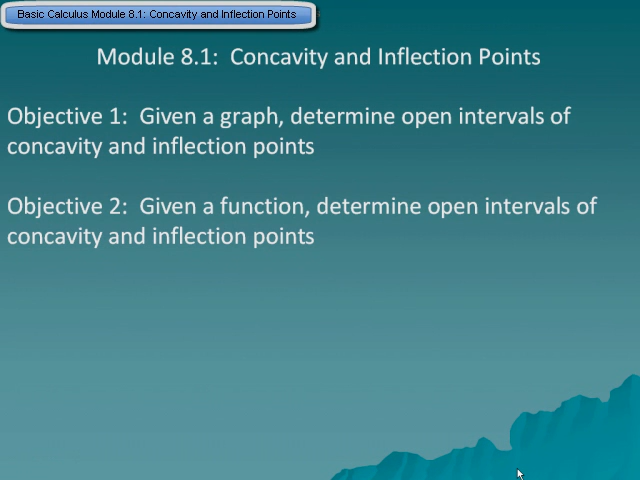 Basic Calculus Module 8.1: Concavity and Inflection Points
Module 8.1:  Concavity and Inflection Points
Objective 1:  Given a graph, determine open intervals of
concavity and inflection points
Objective 2:  Given a function, determine open intervals of
concavity and inflection points